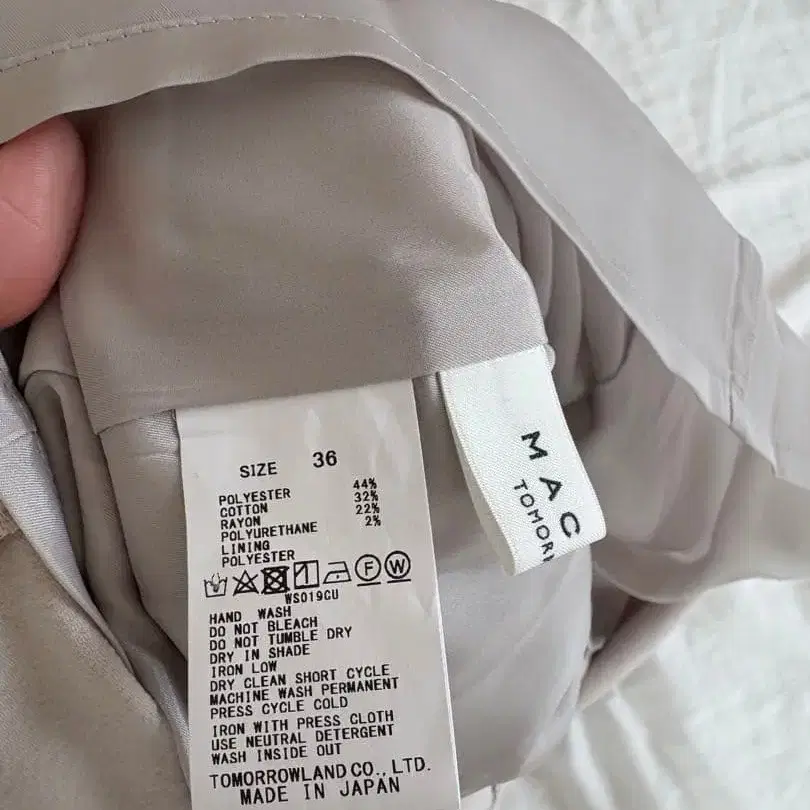 SIZE 36
POLYESTER 44%
COTTON 32%
RAYON 22%
POLYURETHANE 2%
LINING
POLYESTER
F W
WS019CU
HAND WASH
DO NOT BLEACH
DO NOT TUMBLE DRY
DRY IN SHADE
IRON LOW
DRY CLEAN SHORT CYCLE
MACHINE WASH PERMANENT
PRESS CYCLE COLD
IRON WITH PRESS CLOTH
USE NEUTRAL DETERGENT
WASH INSIDE OUT
TOMORROWLAND CO., LTD.
MADE IN JAPAN
MAC
TOMOR